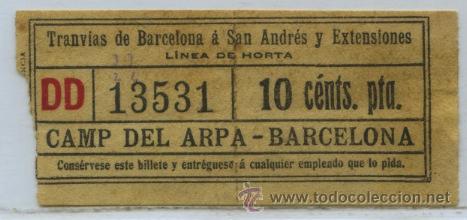 Tranvías de Barcelona á San Andrés y Extensiones
LÍNEA DE HORTA
DD 13531 10 cénts. pta.
CAMP DEL ARPA - BARCELONA
Consérvese este billete y entréguese á cualquier empleado que lo pida.
www.todocoleccion.net